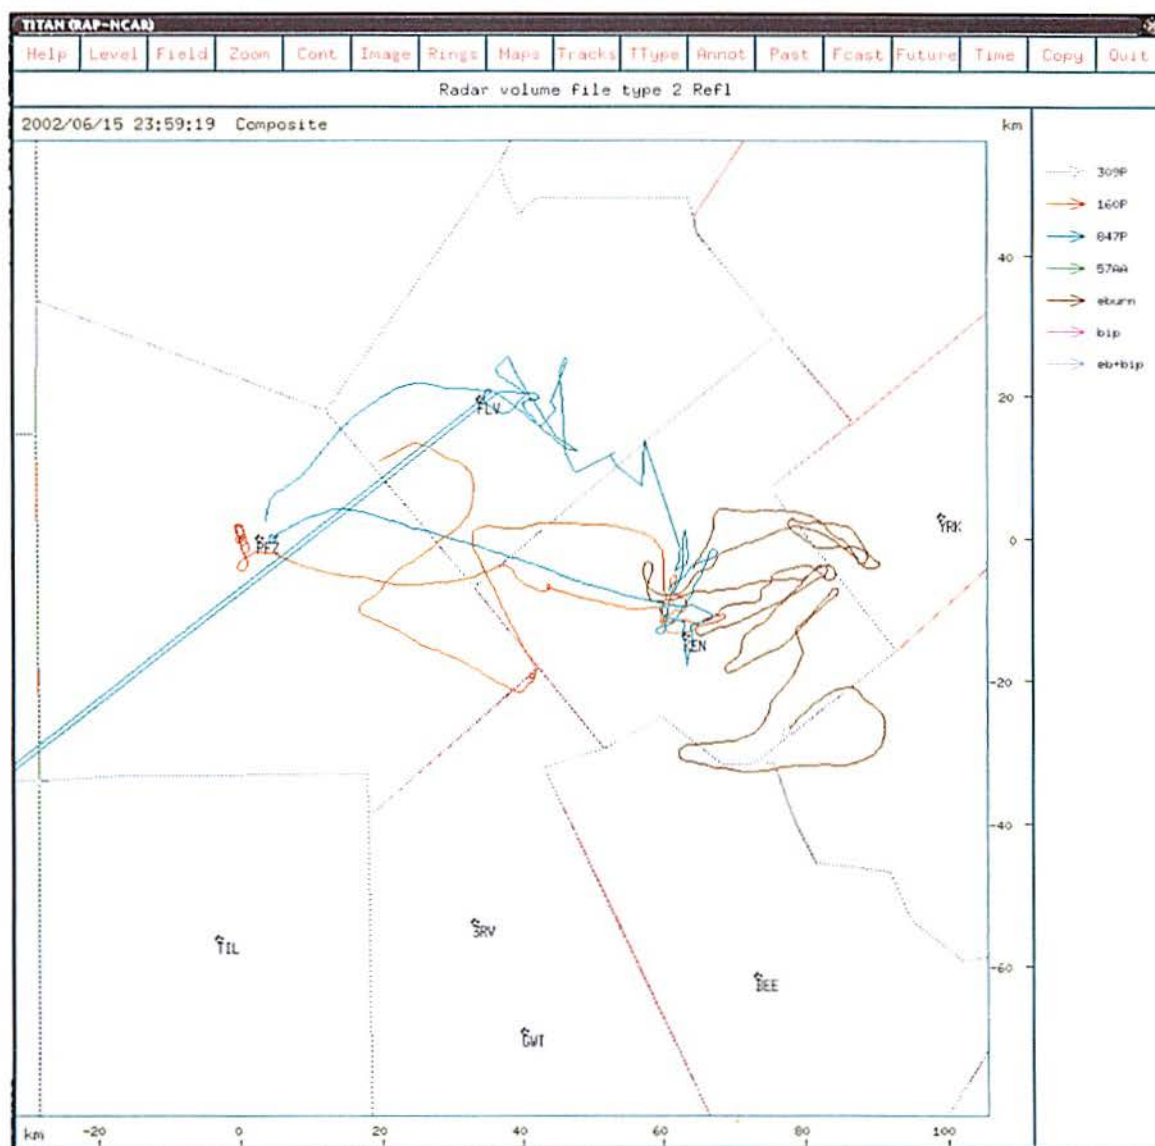 TITAN (RAP-NCAR)
Help Level Field Zoom Cont Image Rings Maps Tracks TType Annot Past Fcast Future Time Copy Quit
Radar volume file type 2 Refl
2002/06/15 23:59:19 Composite km
309P
160P
847P
57AA
eburn
bip
eb+bip
40
20
FLV
YRK
0
PEZ
-20
-40
SRV
TIL
-60
BEE
GWT
km -20 0 20 40 60 80 100